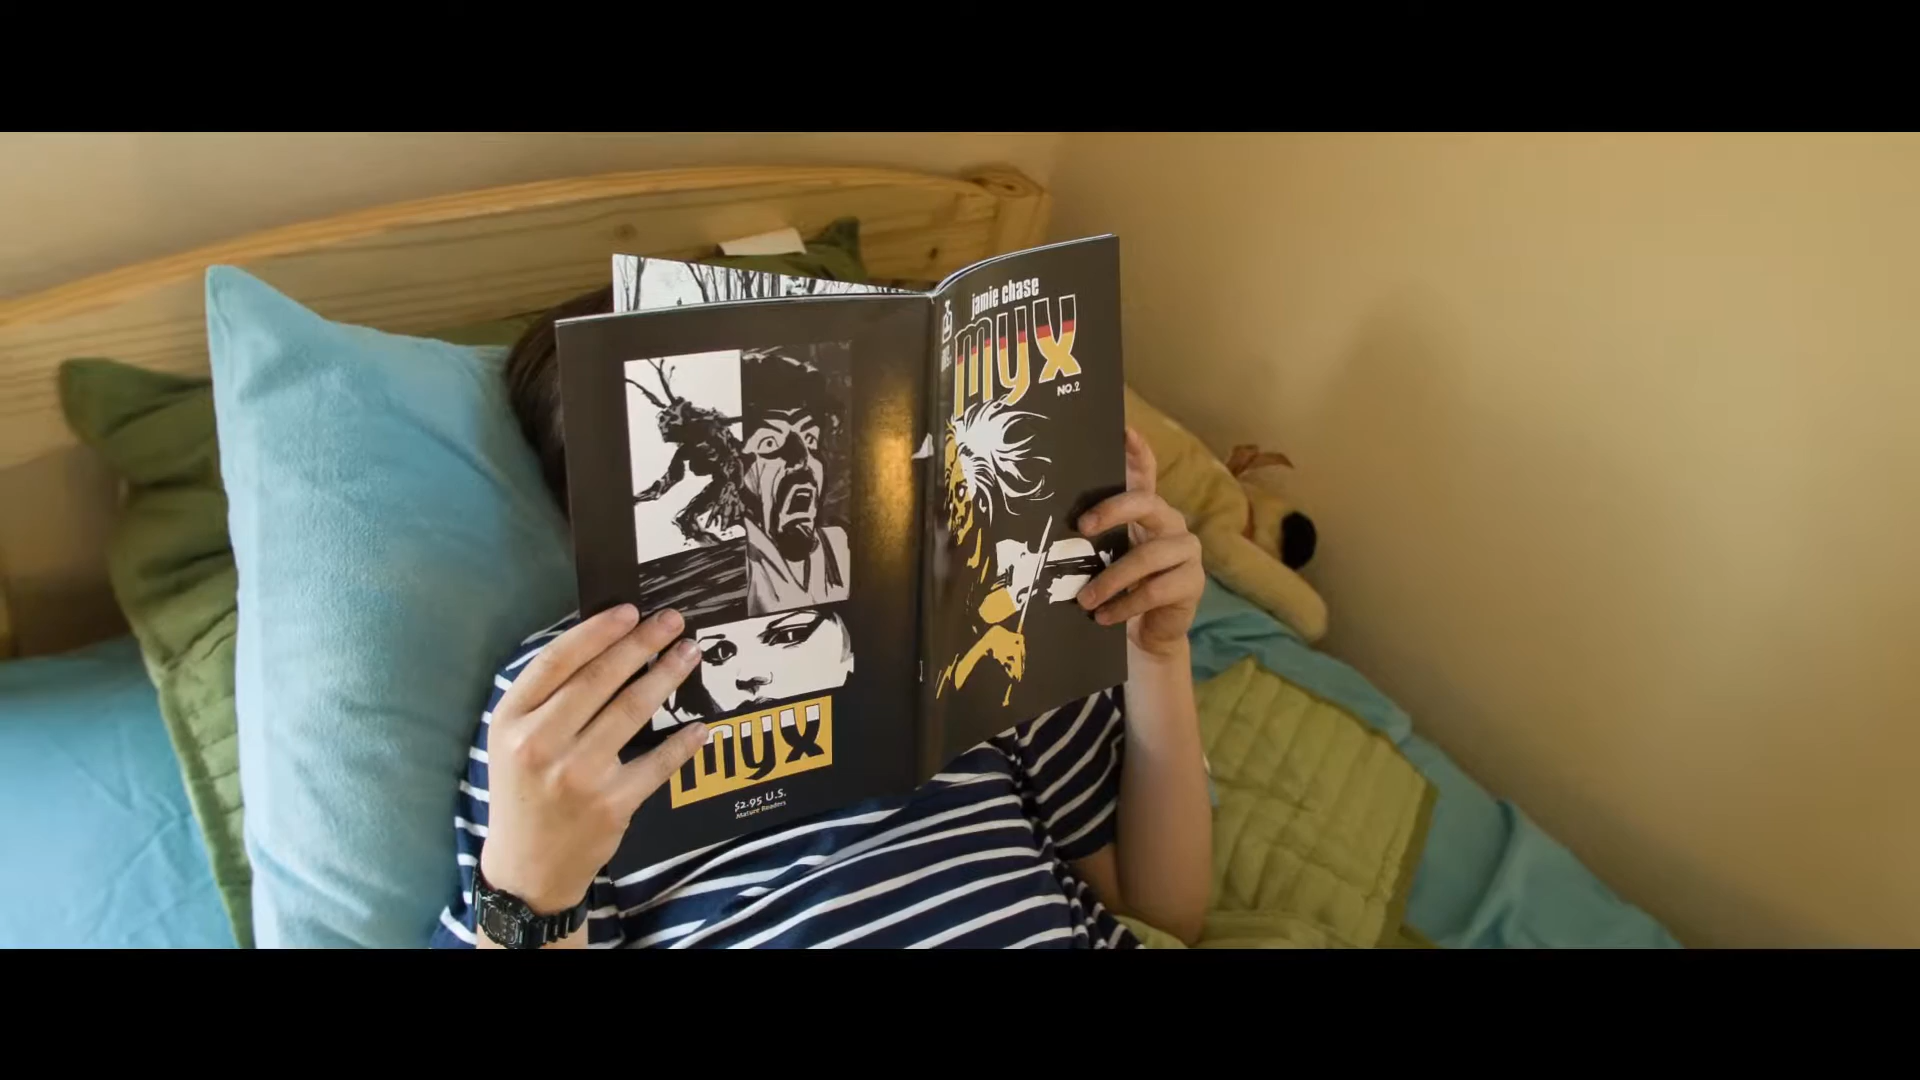 jamie chase
myx
NO.2
myx
$2.95 U.S.
Mature Readers